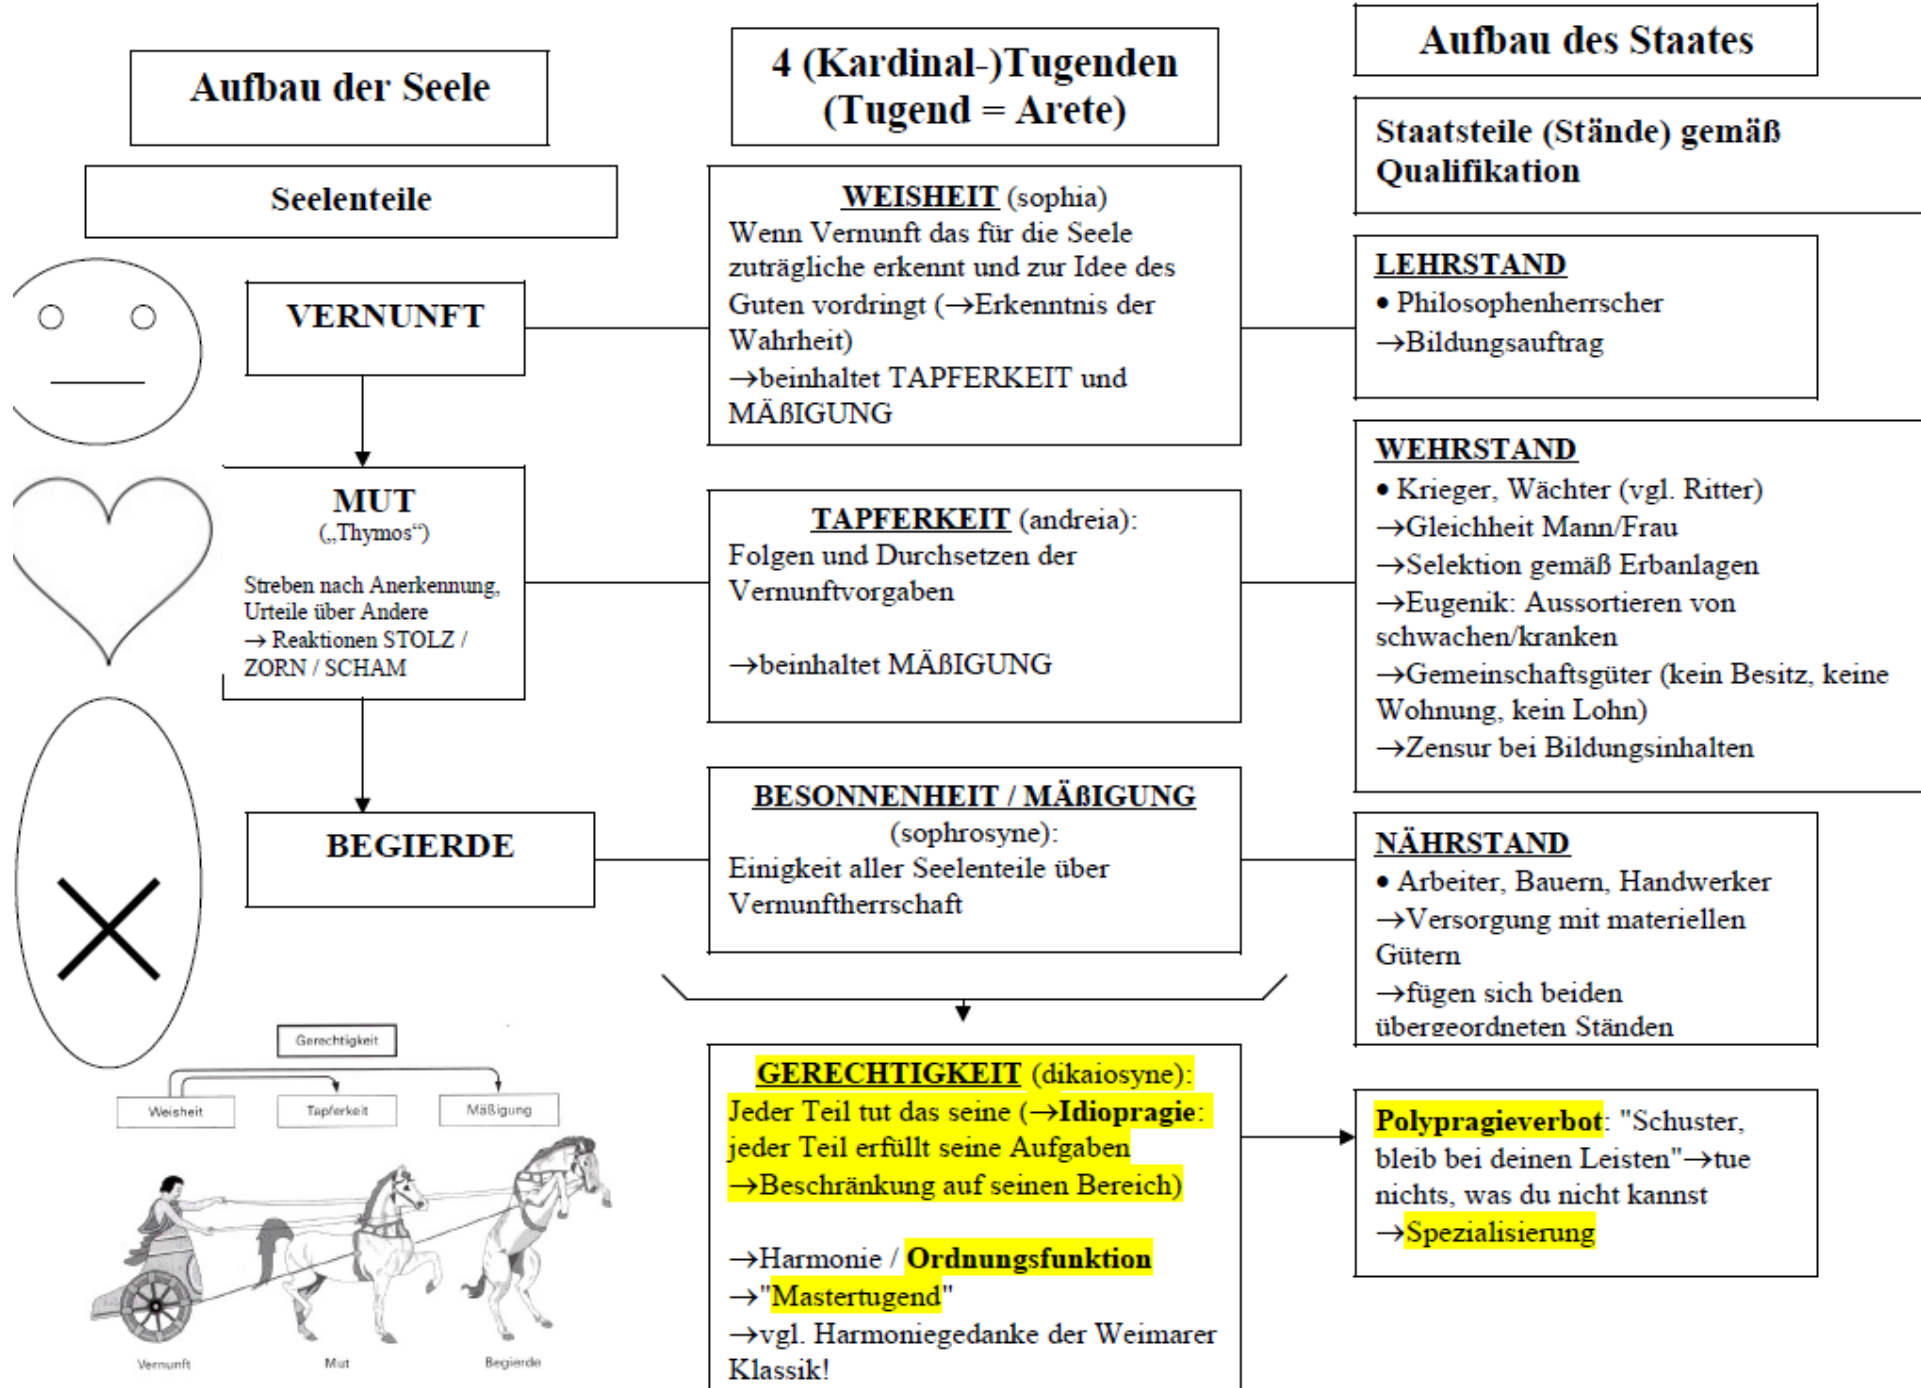 Aufbau der Seele
Seelenteile
VERNUNFT
MUT
(„Thymos“)
Streben nach Anerkennung,
Urteile über Andere
→ Reaktionen STOLZ /
ZORN / SCHAM
BEGIERDE
4 (Kardinal-)Tugenden
(Tugend = Arete)
WEISHEIT (sophia)
Wenn Vernunft das für die Seele
zuträgliche erkennt und zur Idee des
Guten vordringt (→Erkenntnis der
Wahrheit)
→beinhaltet TAPFERKEIT und
MÄßIGUNG
TAPFERKEIT (andreia):
Folgen und Durchsetzen der
Vernunftvorgaben
→beinhaltet MÄßIGUNG
BESONNENHEIT / MÄßIGUNG
(sophrosyne):
Einigkeit aller Seelenteile über
Vernunftherrschaft
GERECHTIGKEIT (dikaiosyne):
Jeder Teil tut das seine (→Idiopragie:
jeder Teil erfüllt seine Aufgaben
→Beschränkung auf seinen Bereich)
→Harmonie / Ordnungsfunktion
→"Mastertugend"
→vgl. Harmoniegedanke der Weimarer
Klassik!
Aufbau des Staates
Staatsteile (Stände) gemäß
Qualifikation
LEHRSTAND
• Philosophenherrscher
→Bildungsauftrag
WEHRSTAND
• Krieger, Wächter (vgl. Ritter)
→Gleichheit Mann/Frau
→Selektion gemäß Erbanlagen
→Eugenik: Aussortieren von
schwachen/kranken
→Gemeinschaftsgüter (kein Besitz, keine
Wohnung, kein Lohn)
→Zensur bei Bildungsinhalten
NÄHRSTAND
• Arbeiter, Bauern, Handwerker
→Versorgung mit materiellen
Gütern
→fügen sich beiden
übergeordneten Ständen
Polypragieverbot: "Schuster,
bleib bei deinen Leisten"→tue
nichts, was du nicht kannst
→Spezialisierung
Gerechtigkeit
Weisheit
Tapferkeit
Mäßigung
Vernunft
Mut
Begierde